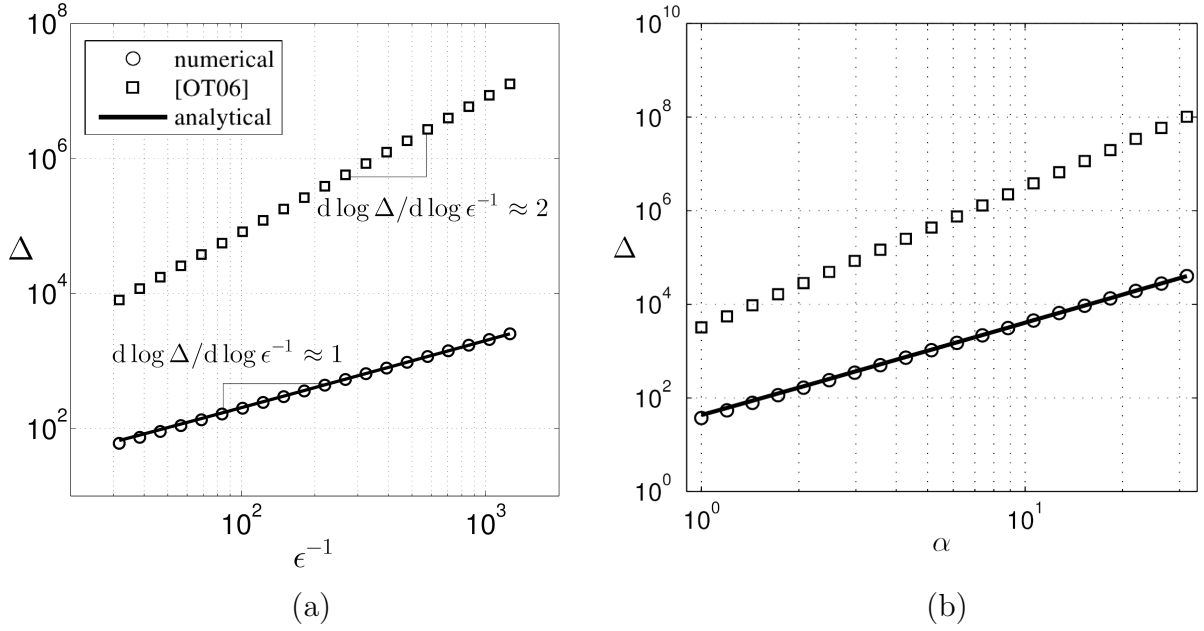 10^8
numerical
[OT06]
analytical
10^6
d log Δ/d log ϵ^{-1} ≈ 2
Δ
10^4
d log Δ/d log ϵ^{-1} ≈ 1
10^2
10^2 10^3
ϵ^{-1}
(a)
10^{10}
10^8
10^6
Δ
10^4
10^2
10^0
10^0 10^1
α
(b)